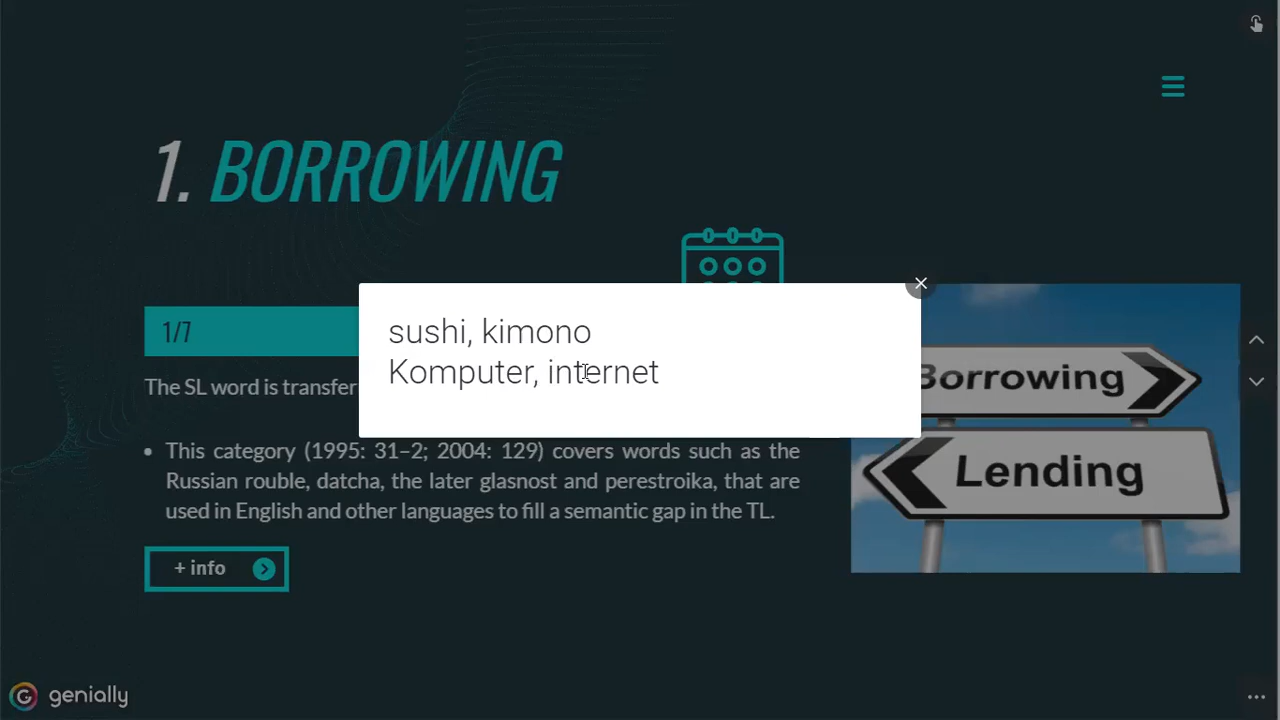 1. BORROWING
1/7
The SL word is transfer
sushi, kimono
Komputer, internet
• This category (1995: 31–2; 2004: 129) covers words such as the
Russian rouble, datcha, the later glasnost and perestroika, that are
used in English and other languages to fill a semantic gap in the TL.
+ info
Borrowing
Lending
genially